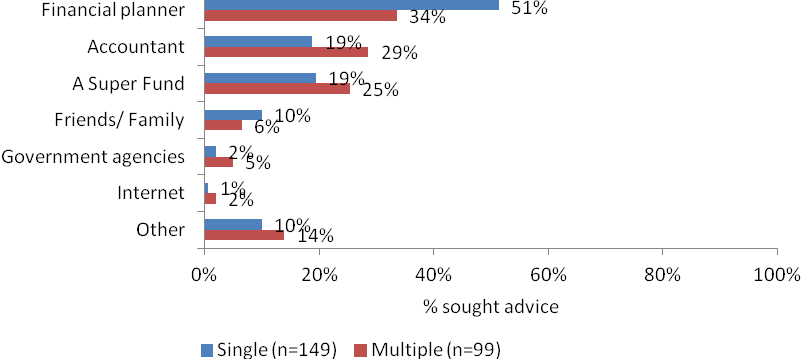 Financial planner 51%
34%
Accountant 19%
29%
A Super Fund 19%
25%
Friends/ Family 10%
6%
Government agencies 2%
5%
Internet 1%
2%
Other 10%
14%
0% 20% 40% 60% 80% 100%
% sought advice
Single (n=149) Multiple (n=99)